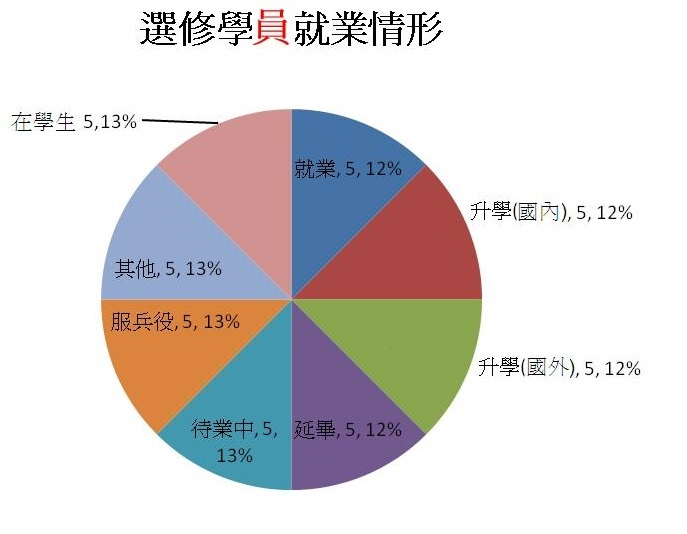 選修學員就業情形
在學生 5,13%
就業, 5, 12%
升學(國內), 5, 12%
其他, 5, 13%
服兵役, 5, 13%
升學(國外), 5, 12%
待業中, 5,
13%
延畢, 5, 12%